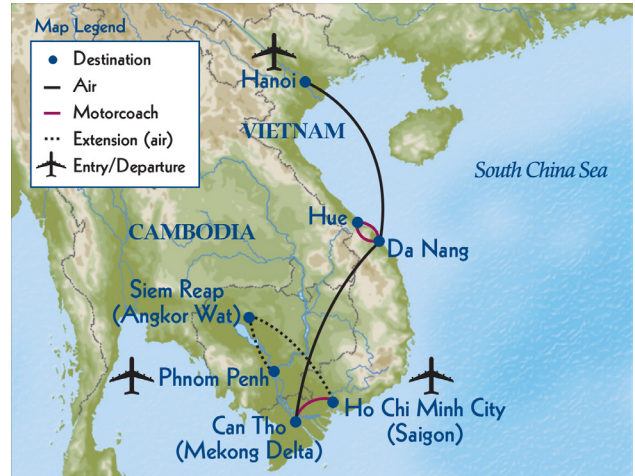 Map Legend
Destination
Air
Motorcoach
Extension (air)
Entry/Departure
Hanoi
VIETNAM
South China Sea
Hue
CAMBODIA
Da Nang
Siem Reap
(Angkor Wat)
Phnom Penh
Ho Chi Minh City
(Saigon)
Can Tho
(Mekong Delta)